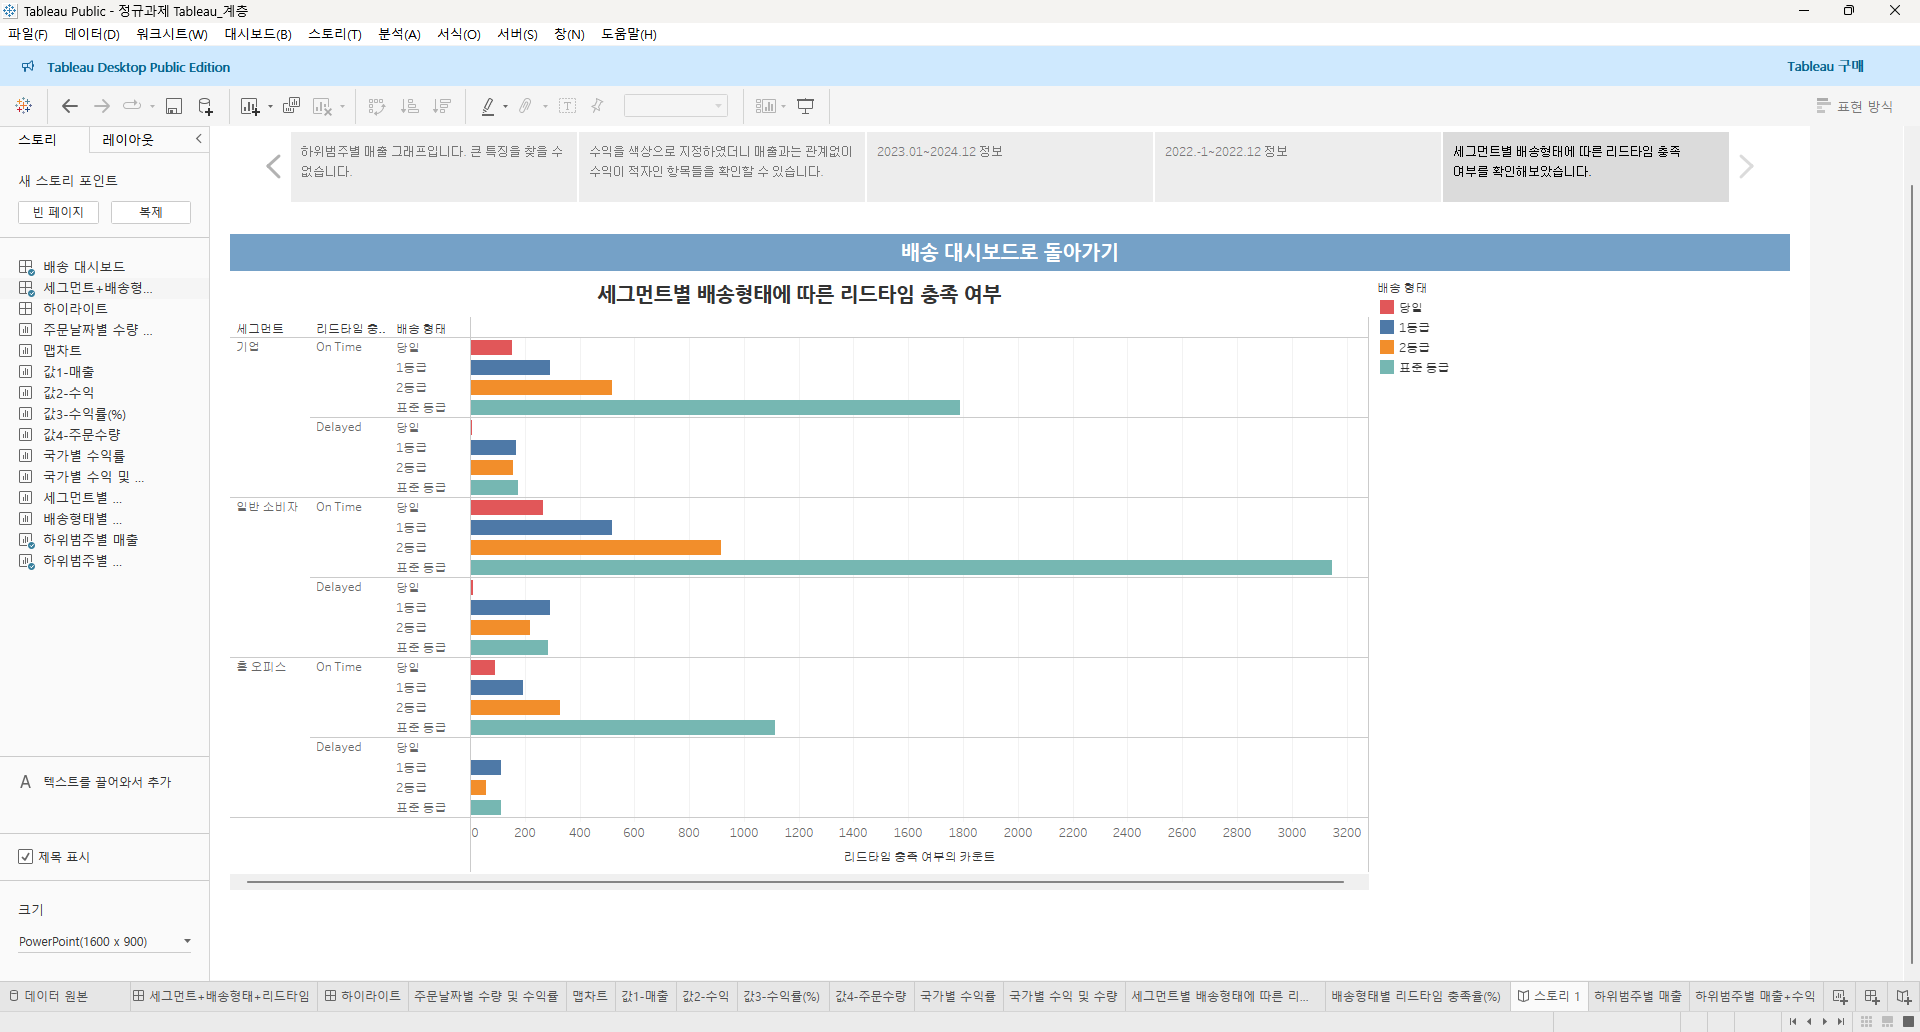 Tableau Public - 정규과제 Tableau_계층
파일(F) 데이터(D) 워크시트(W) 대시보드(B) 스토리(T) 분석(A) 서식(O) 서버(S) 창(N) 도움말(H)
Tableau Desktop Public Edition
Tableau 구매
표현 방식
스토리 레이아웃
새 스토리 포인트
빈 페이지 복제
배송 대시보드
세그먼트+배송형...
하이라이트
주문날짜별 수량 ...
맵차트
값1-매출
값2-수익
값3-수익률(%)
값4-주문수량
국가별 수익률
국가별 수익 및 ...
세그먼트별 ...
배송형태별 ...
하위범주별 매출
하위범주별 ...
A 텍스트를 끌어와서 추가
제목 표시
크기
PowerPoint(1600 x 900)
하위범주별 매출 그래프입니다. 큰 특징을 찾을 수
없습니다.
수익을 색상으로 지정하였더니 매출과는 관계없이
수익이 적자인 항목들을 확인할 수 있습니다.
2023.01~2024.12 정보
2022.-1~2022.12 정보
세그먼트별 배송형태에 따른 리드타임 충족
여부를 확인해보았습니다.
배송 대시보드로 돌아가기
세그먼트별 배송형태에 따른 리드타임 충족 여부
세그먼트 리드타임 충.. 배송 형태
기업 On Time 당일
1등급
2등급
표준 등급
Delayed 당일
1등급
2등급
표준 등급
일반 소비자 On Time 당일
1등급
2등급
표준 등급
Delayed 당일
1등급
2등급
표준 등급
홈 오피스 On Time 당일
1등급
2등급
표준 등급
Delayed 당일
1등급
2등급
표준 등급
0 200 400 600 800 1000 1200 1400 1600 1800 2000 2200 2400 2600 2800 3000 3200
리드타임 충족 여부의 카운트
배송 형태
당일
1등급
2등급
표준 등급
데이터 원본 세그먼트+배송형태+리드타임 하이라이트 주문날짜별 수량 및 수익률 맵차트 값1-매출 값2-수익 값3-수익률(%) 값4-주문수량 국가별 수익률 국가별 수익 및 수량 세그먼트별 배송형태에 따른 리... 배송형태별 리드타임 충족율(%) 스토리 1 하위범주별 매출 하위범주별 매출+수익